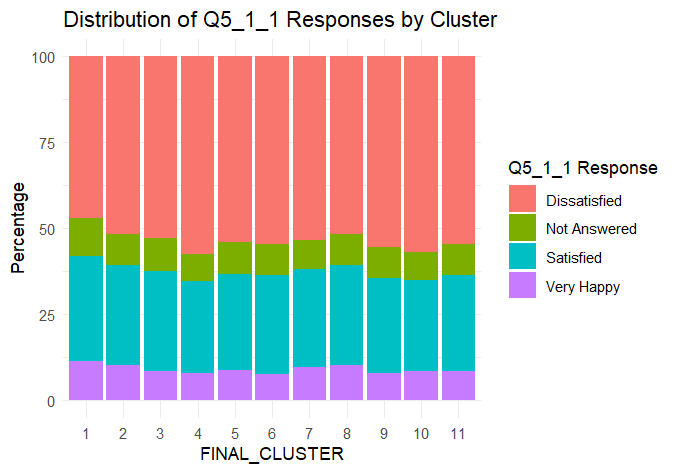 Distribution of Q5_1_1 Responses by Cluster
100
75
50
25
0
Percentage
1 2 3 4 5 6 7 8 9 10 11
FINAL_CLUSTER
Q5_1_1 Response
Dissatisfied
Not Answered
Satisfied
Very Happy